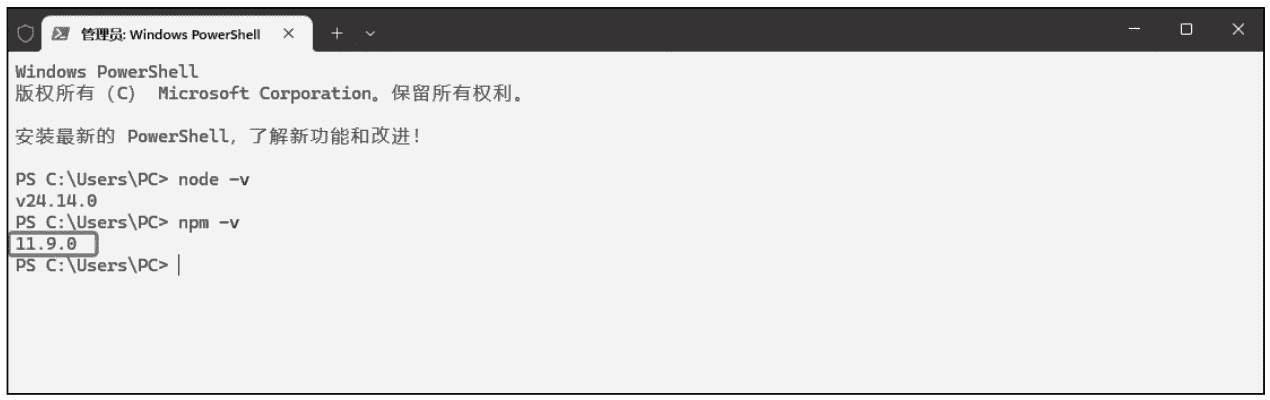 管理员: Windows PowerShell
Windows PowerShell
版权所有 (C) Microsoft Corporation。保留所有权利。
安装最新的 PowerShell，了解新功能和改进！
PS C:\Users\PC> node -v
v24.14.0
PS C:\Users\PC> npm -v
11.9.0
PS C:\Users\PC>